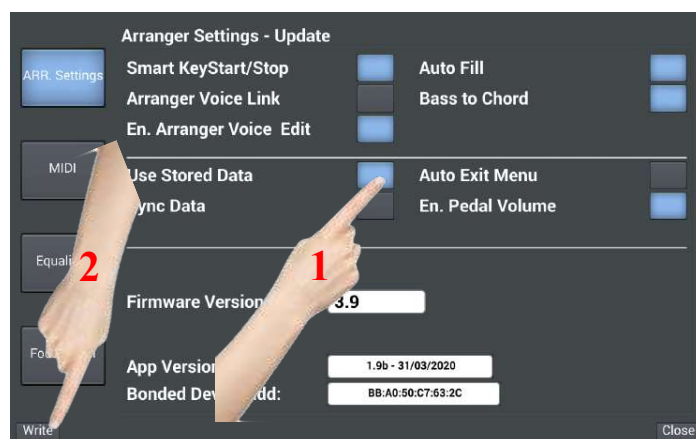 Arranger Settings - Update
ARR. Settings
Smart KeyStart/Stop Auto Fill
Arranger Voice Link Bass to Chord
En. Arranger Voice Edit
MIDI
Use Stored Data Auto Exit Menu
Data En. Pedal Volume
2 1
Firmware Version 3.9
App Version 1.9b - 31/03/2020
Bonded BB:A0:50:C7:63:2C
Write Close